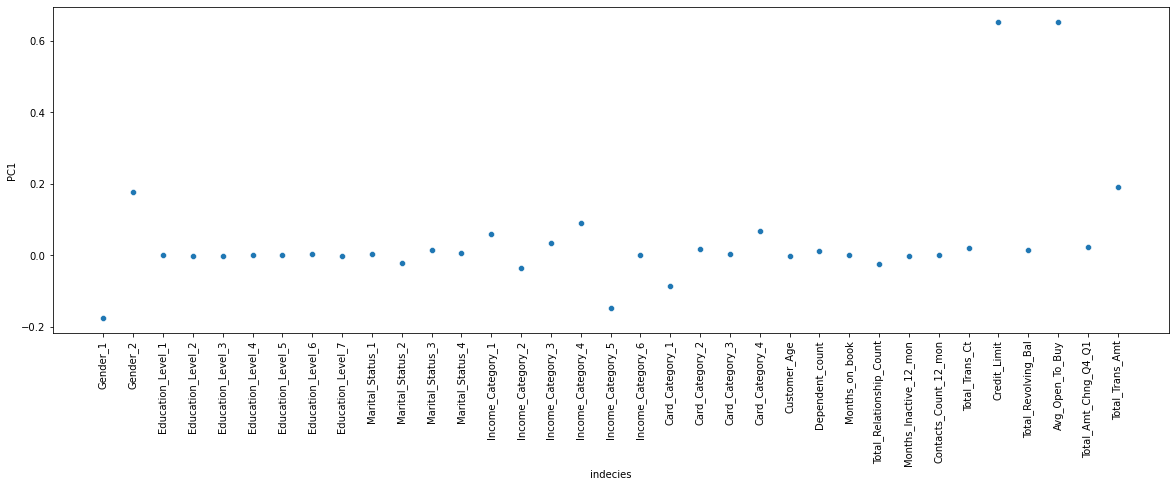 0.6
0.4
0.2
0.0
−0.2
PC1
Gender_1
Gender_2
Education_Level_1
Education_Level_2
Education_Level_3
Education_Level_4
Education_Level_5
Education_Level_6
Education_Level_7
Marital_Status_1
Marital_Status_2
Marital_Status_3
Marital_Status_4
Income_Category_1
Income_Category_2
Income_Category_3
Income_Category_4
Income_Category_5
Income_Category_6
Card_Category_1
Card_Category_2
Card_Category_3
Card_Category_4
Customer_Age
Dependent_count
Months_on_book
Total_Relationship_Count
Months_Inactive_12_mon
Contacts_Count_12_mon
Total_Trans_Ct
Credit_Limit
Total_Revolving_Bal
Avg_Open_To_Buy
Total_Amt_Chng_Q4_Q1
Total_Trans_Amt
indecies